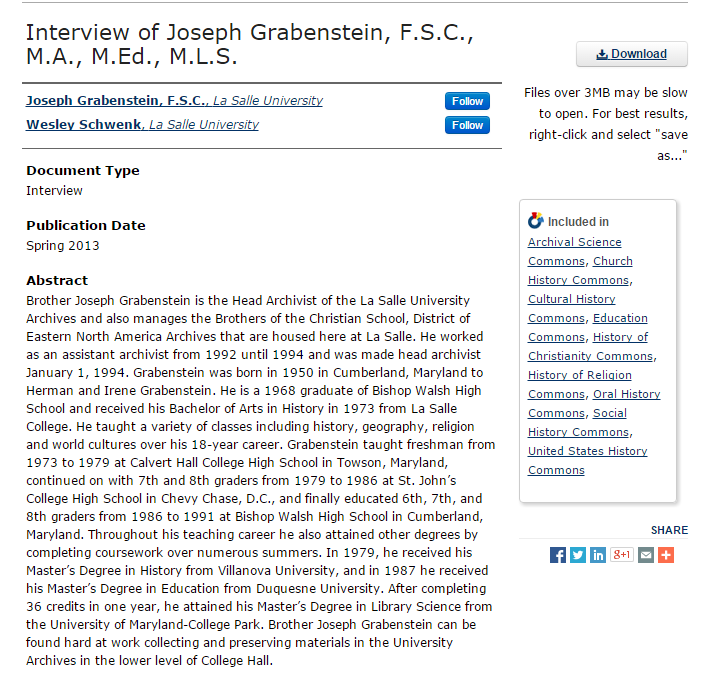 Interview of Joseph Grabenstein, F.S.C.,
M.A., M.Ed., M.L.S.
Joseph Grabenstein, F.S.C., La Salle University
Follow
Wesley Schwenk, La Salle University
Follow
Document Type
Interview
Publication Date
Spring 2013
Abstract
Brother Joseph Grabenstein is the Head Archivist of the La Salle University
Archives and also manages the Brothers of the Christian School, District of
Eastern North America Archives that are housed here at La Salle. He worked
as an assistant archivist from 1992 until 1994 and was made head archivist
January 1, 1994. Grabenstein was born in 1950 in Cumberland, Maryland to
Herman and Irene Grabenstein. He is a 1968 graduate of Bishop Walsh High
School and received his Bachelor of Arts in History in 1973 from La Salle
College. He taught a variety of classes including history, geography, religion
and world cultures over his 18-year career. Grabenstein taught freshman from
1973 to 1979 at Calvert Hall College High School in Towson, Maryland,
continued on with 7th and 8th graders from 1979 to 1986 at St. John’s
College High School in Chevy Chase, D.C., and finally educated 6th, 7th, and
8th graders from 1986 to 1991 at Bishop Walsh High School in Cumberland,
Maryland. Throughout his teaching career he also attained other degrees by
completing coursework over numerous summers. In 1979, he received his
Master’s Degree in History from Villanova University, and in 1987 he received
his Master’s Degree in Education from Duquesne University. After completing
36 credits in one year, he attained his Master’s Degree in Library Science from
the University of Maryland-College Park. Brother Joseph Grabenstein can be
found hard at work collecting and preserving materials in the University
Archives in the lower level of College Hall.
Download
Files over 3MB may be slow
to open. For best results,
right-click and select "save
as..."
Included in
Archival Science
Commons, Church
History Commons,
Cultural History
Commons, Education
Commons, History of
Christianity Commons,
History of Religion
Commons, Oral History
Commons, Social
History Commons,
United States History
Commons
SHARE
g+1